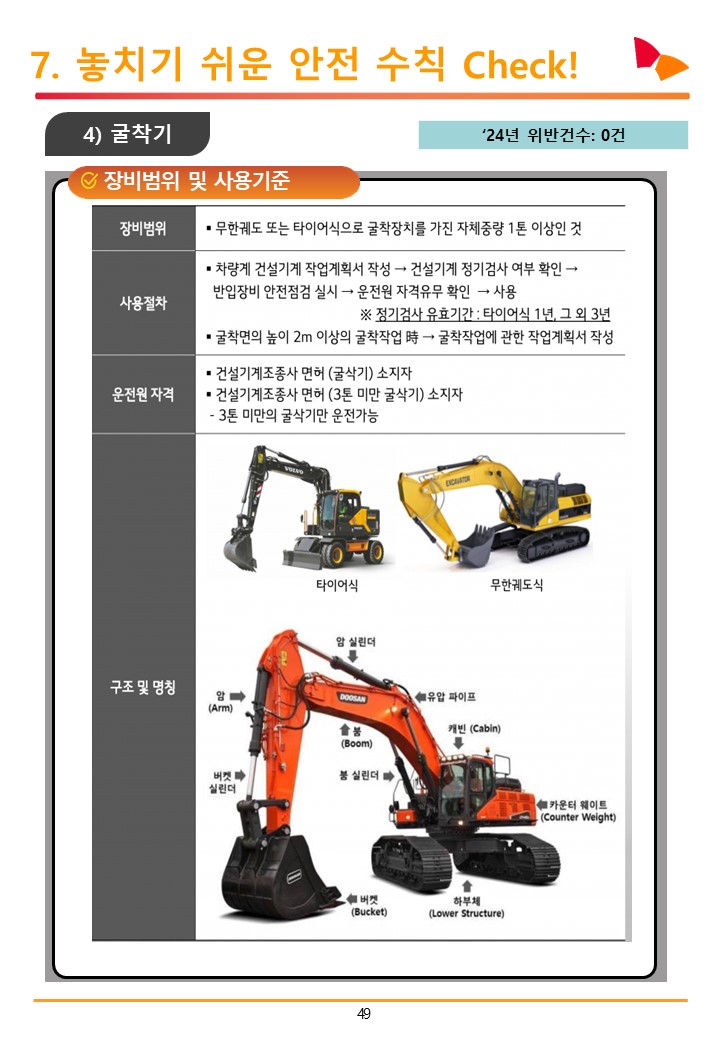 7. 놓치기 쉬운 안전 수칙 Check!
4) 굴착기
‘24년 위반건수: 0건
장비범위 및 사용기준
장비범위
▪ 무한궤도 또는 타이어식으로 굴착장치를 가진 자체중량 1톤 이상인 것
사용절차
▪ 차량계 건설기계 작업계획서 작성 → 건설기계 정기검사 여부 확인 →
반입장비 안전점검 실시 → 운전원 자격유무 확인 → 사용
※ 정기검사 유효기간 : 타이어식 1년, 그 외 3년
▪ 굴착면의 높이 2m 이상의 굴착작업 時 → 굴착작업에 관한 작업계획서 작성
운전원 자격
▪ 건설기계조종사 면허 (굴삭기) 소지자
▪ 건설기계조종사 면허 (3톤 미만 굴삭기) 소지자
- 3톤 미만의 굴삭기만 운전가능
구조 및 명칭
VOLVO
EXCAVATOR
타이어식
무한궤도식
암 실린더
암
(Arm)
DOOSAN
유압 파이프
붐
(Boom)
캐빈 (Cabin)
버켓
실린더
붐 실린더
카운터 웨이트
(Counter Weight)
버켓
(Bucket)
하부체
(Lower Structure)
49